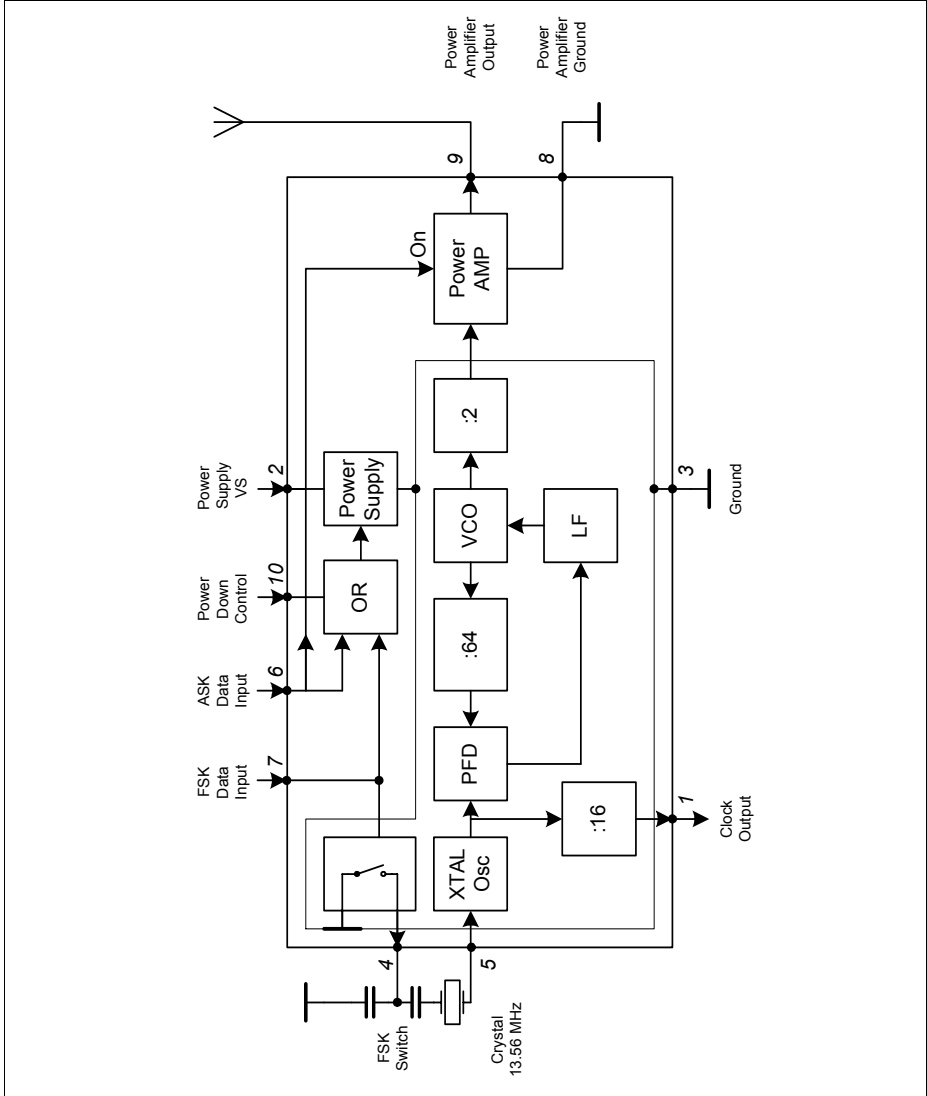 FSK
Data
Input
7
ASK
Data
Input
6
Power
Down
Control
10
Power
Supply
VS
2
OR
Power
Supply
On
FSK
Switch
4
XTAL
Osc
PFD
:64
VCO
:2
Power
AMP
9
Power
Amplifier
Output
5
Crystal
13.56 MHz
LF
8
Power
Amplifier
Ground
:16
1
Clock
Output
3
Ground